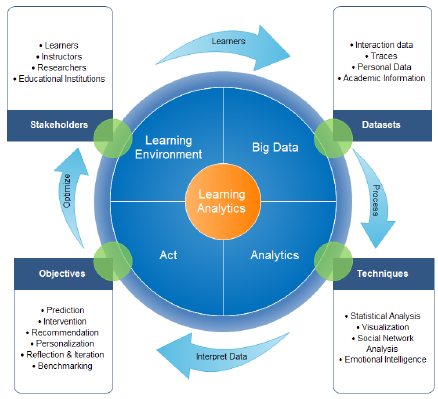 • Learners
• Instructors
• Researchers
• Educational Institutions
Stakeholders
Learners
• Interaction data
• Traces
• Personal Data
• Academic Information
Datasets
Learning
Environment
Big Data
Learning
Analytics
Act
Analytics
Optimize
Process
Objectives
• Prediction
• Intervention
• Recommendation
• Personalization
• Reflection & Iteration
• Benchmarking
Interpret Data
Techniques
• Statistical Analysis
• Visualization
• Social Network
Analysis
• Emotional Intelligence